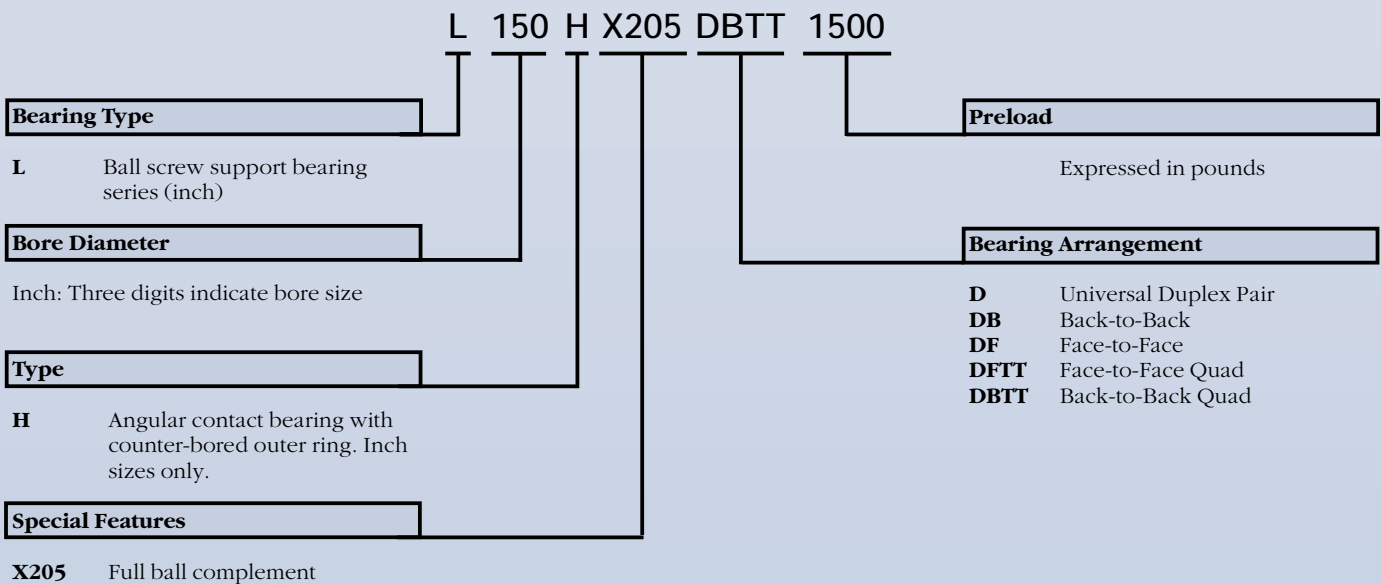 L 150 H X205 DBTT 1500
Bearing Type
L Ball screw support bearing
series (inch)
Bore Diameter
Inch: Three digits indicate bore size
Type
H Angular contact bearing with
counter-bored outer ring. Inch
sizes only.
Special Features
X205 Full ball complement
Preload
Expressed in pounds
Bearing Arrangement
D Universal Duplex Pair
DB Back-to-Back
DF Face-to-Face
DFTT Face-to-Face Quad
DBTT Back-to-Back Quad